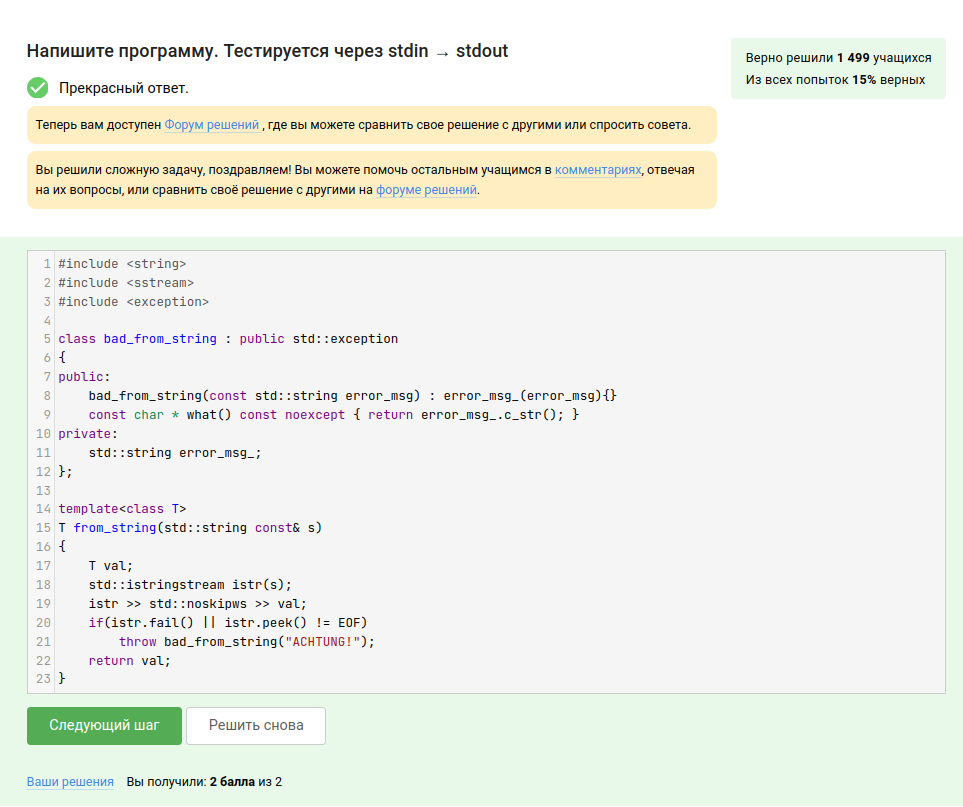 Напишите программу. Тестируется через stdin → stdout
Верно решили 1 499 учащихся
Из всех попыток 15% верных
Прекрасный ответ.
Теперь вам доступен Форум решений , где вы можете сравнить свое решение с другими или спросить совета.
Вы решили сложную задачу, поздравляем! Вы можете помочь остальным учащимся в комментариях, отвечая
на их вопросы, или сравнить своё решение с другими на форуме решений.
1 #include <string>
2 #include <sstream>
3 #include <exception>
4
5 class bad_from_string : public std::exception
6 {
7 public:
8     bad_from_string(const std::string error_msg) : error_msg_(error_msg){}
9     const char * what() const noexcept { return error_msg_.c_str(); }
10 private:
11     std::string error_msg_;
12 };
13
14 template<class T>
15 T from_string(std::string const& s)
16 {
17     T val;
18     std::istringstream istr(s);
19     istr >> std::noskipws >> val;
20     if(istr.fail() || istr.peek() != EOF)
21         throw bad_from_string("ACHTUNG!");
22     return val;
23 }
Следующий шаг
Решить снова
Ваши решения Вы получили: 2 балла из 2